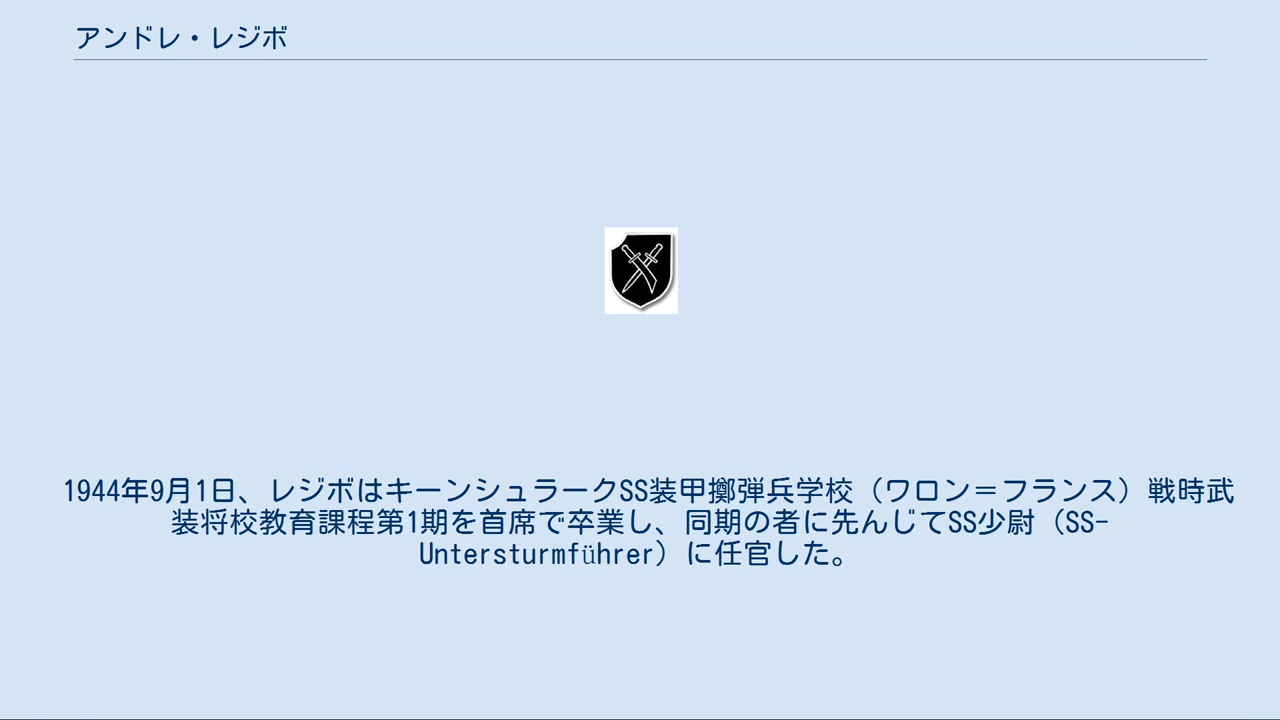 アンドレ・レジボ
1944年9月1日、レジボはキーンシュラークSS装甲擲弾兵学校（ワロン＝フランス）戦時武
装将校教育課程第1期を首席で卒業し、同期の者に先んじてSS少尉（SS-
Untersturmführer）に任官した。